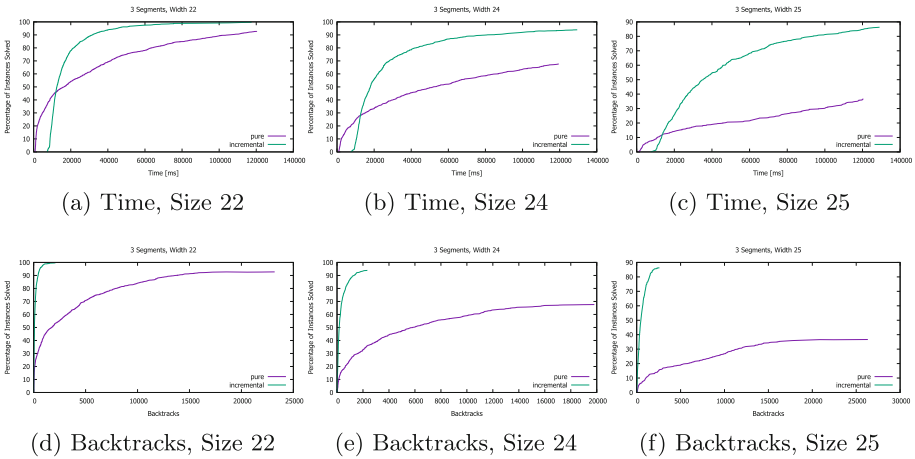 3 Segments, Width 22
Percentage of Instances Solved
100
90
80
70
60
50
40
30
20
10
0
pure
incremental
0 20000 40000 60000 80000 100000 120000 140000
Time [ms]
(a) Time, Size 22
3 Segments, Width 24
Percentage of Instances Solved
100
90
80
70
60
50
40
30
20
10
0
pure
incremental
0 20000 40000 60000 80000 100000 120000 140000
Time [ms]
(b) Time, Size 24
3 Segments, Width 25
Percentage of Instances Solved
90
80
70
60
50
40
30
20
10
0
pure
incremental
0 20000 40000 60000 80000 100000 120000 140000
Time [ms]
(c) Time, Size 25
3 Segments, Width 22
Percentage of Instances Solved
100
90
80
70
60
50
40
30
20
10
0
pure
incremental
0 5000 10000 15000 20000 25000
Backtracks
(d) Backtracks, Size 22
3 Segments, Width 24
Percentage of Instances Solved
100
90
80
70
60
50
40
30
20
10
0
pure
incremental
0 2000 4000 6000 8000 10000 12000 14000 16000 18000 20000
Backtracks
(e) Backtracks, Size 24
3 Segments, Width 25
Percentage of Instances Solved
90
80
70
60
50
40
30
20
10
0
pure
incremental
0 5000 10000 15000 20000 25000 30000
Backtracks
(f) Backtracks, Size 25